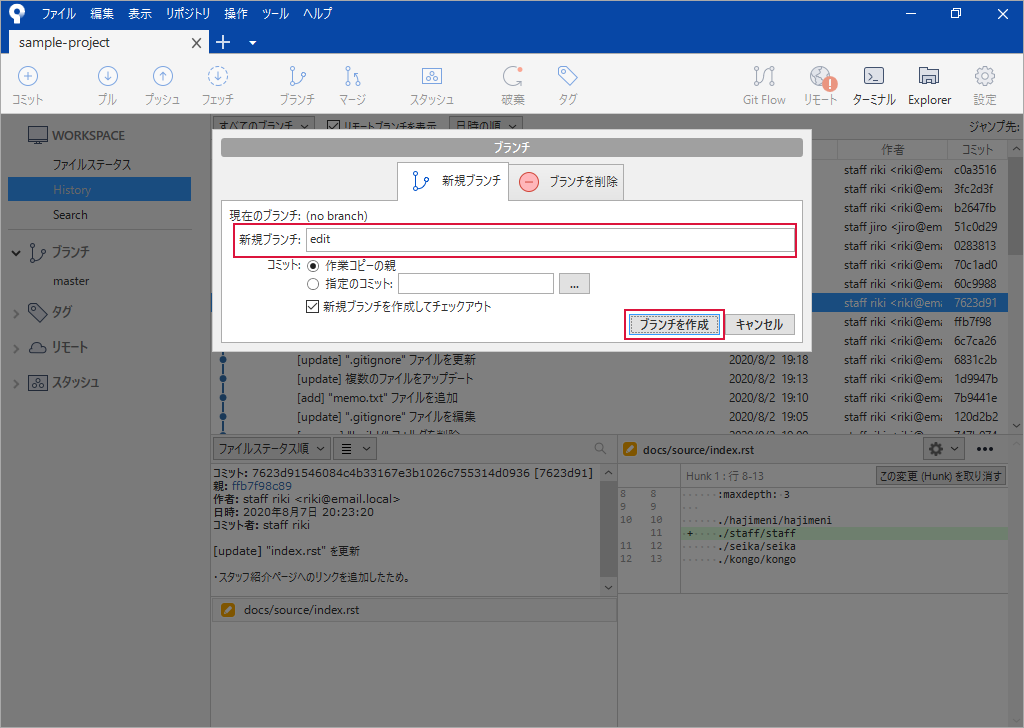 ファイル 編集 表示 リポジトリ 操作 ツール ヘルプ
sample-project
コミット プル プッシュ フェッチ ブランチ マージ スタッシュ 破棄 タグ Git Flow リモート ターミナル Explorer 設定
すべてのブランチ リモートブランチを表示 日時の順 ジャンプ先:
WORKSPACE
ファイルステータス
History
Search
ブランチ
master
タグ
リモート
スタッシュ
ブランチ
新規ブランチ ブランチを削除
現在のブランチ: (no branch)
新規ブランチ: edit
コミット: 作業コピーの親
指定のコミット: ...
新規ブランチを作成してチェックアウト
ブランチを作成 キャンセル
作者 コミット
staff riki <riki@ema c0a3516
staff riki <riki@ema 3fc2d3f
staff riki <riki@ema b2647fb
staff jiro <jiro@em 51c0d29
staff riki <riki@ema 0283813
staff riki <riki@ema 70c1ad0
staff riki <riki@ema 60c9988
staff riki <riki@ema 7623d91
staff riki <riki@ema ffb7f98
staff riki <riki@ema 6c7ca26
[update] ".gitignore" ファイルを更新 2020/8/2 19:18 staff riki <riki@ema 6831c2b
[update] 複数のファイルをアップデート 2020/8/2 19:13 staff riki <riki@ema 1d9947b
[add] "memo.txt" ファイルを追加 2020/8/2 19:10 staff riki <riki@ema 7b9441e
[update] ".gitignore" ファイルを編集 2020/8/2 19:05 staff riki <riki@ema 120d2b2
ファイルステータス順
コミット: 7623d91546084c4b33167e3b1026c755314d0936 [7623d91]
親: ffb7f98c89
作者: staff riki <riki@email.local>
日時: 2020年8月7日 20:23:20
コミット者: staff riki
[update] "index.rst" を更新
・スタッフ紹介ページへのリンクを追加したため。
docs/source/index.rst
docs/source/index.rst
Hunk 1 : 行 8-13 この変更 (Hunk) を取り消す
8 8 :maxdepth: 3
9 9
10 10 ./hajimeni/hajimeni
11 + ./staff/staff
11 12 ./seika/seika
12 13 ./kongo/kongo